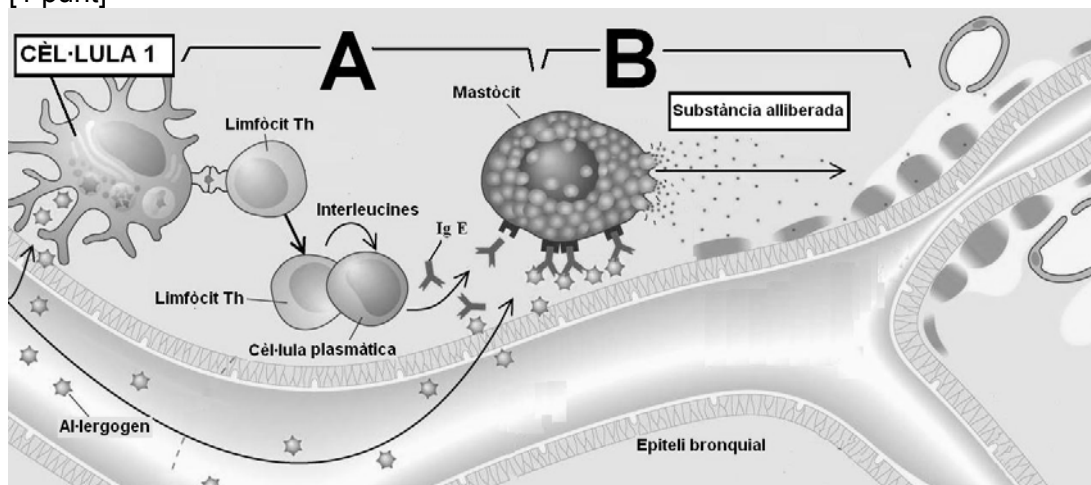 [1 punt]
CÈL·LULA 1
A
B
Mastòcit
Substància alliberada
Limfòcit Th
Interleucines
Ig E
Limfòcit Th
Cèl·lula plasmàtica
Al·lergogen
Epiteli bronquial